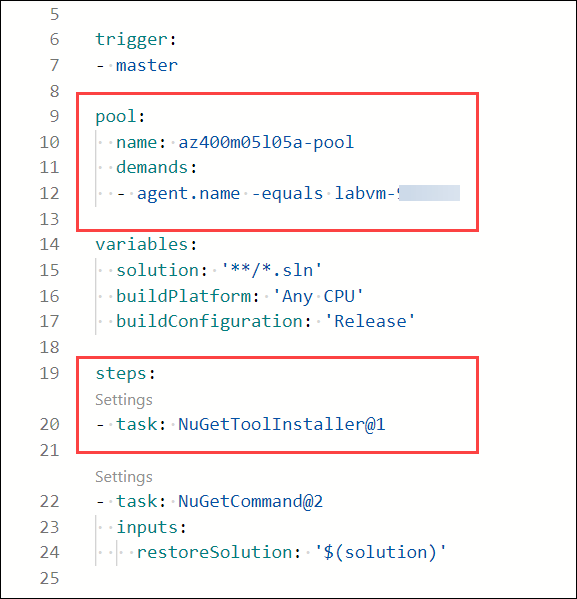 5
6 trigger:
7 - master
8
9 pool:
10 name: az400m05l05a-pool
11 demands:
12 - agent.name -equals labvm-
13
14 variables:
15 solution: '**/*.sln'
16 buildPlatform: 'Any CPU'
17 buildConfiguration: 'Release'
18
19 steps:
Settings
20 - task: NuGetToolInstaller@1
21
Settings
22 - task: NuGetCommand@2
23 inputs:
24 restoreSolution: '$(solution)'
25